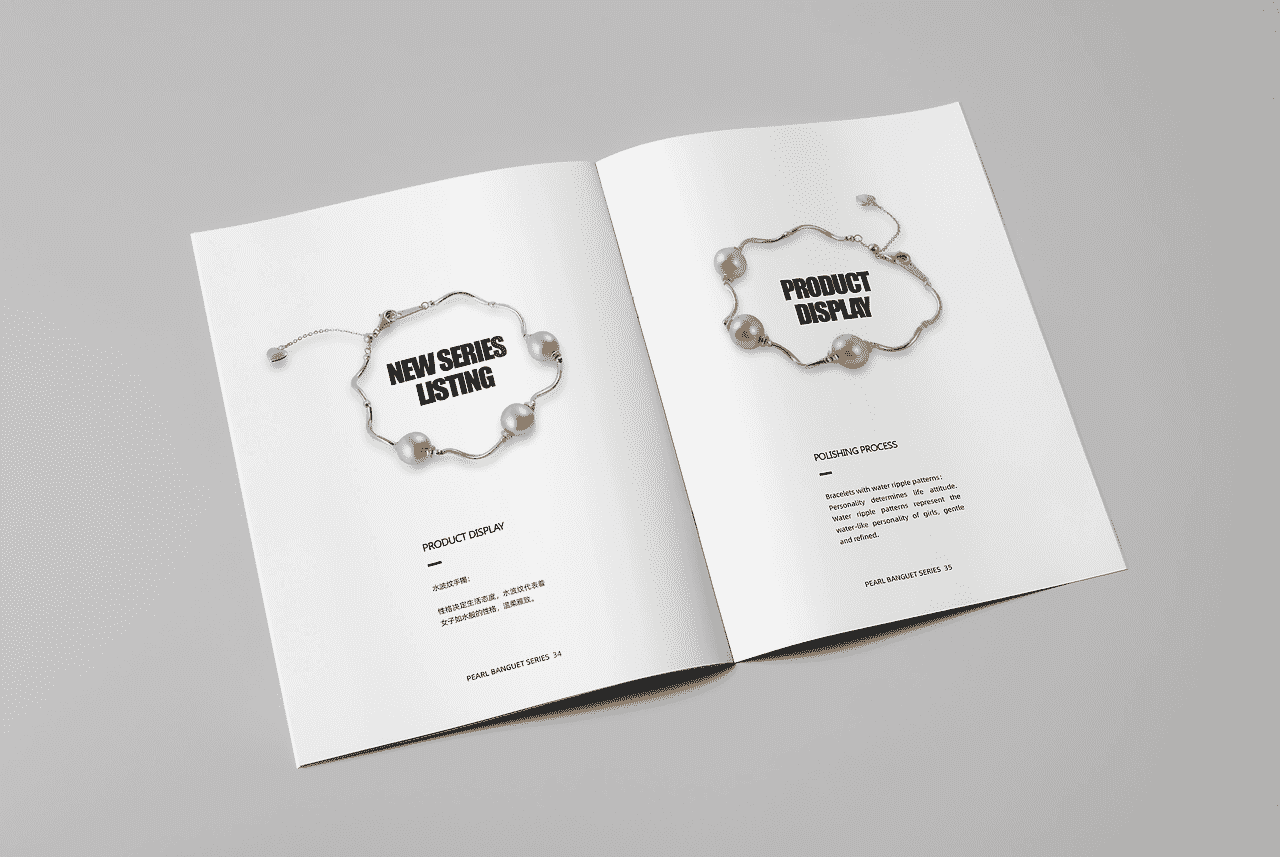 NEW SERIES
LISTING
PRODUCT DISPLAY
水波纹手镯：
性格决定生活态度，水波纹代表着
女子如水般的性格，温柔雅致。
PEARL BANGUET SERIES 34
PRODUCT
DISPLAY
POLISHING PROCESS
Bracelets with water ripple patterns:
Personality determines life attitude.
Water ripple patterns represent the
water-like personality of girls, gentle
and refined.
PEARL BANGUET SERIES 35